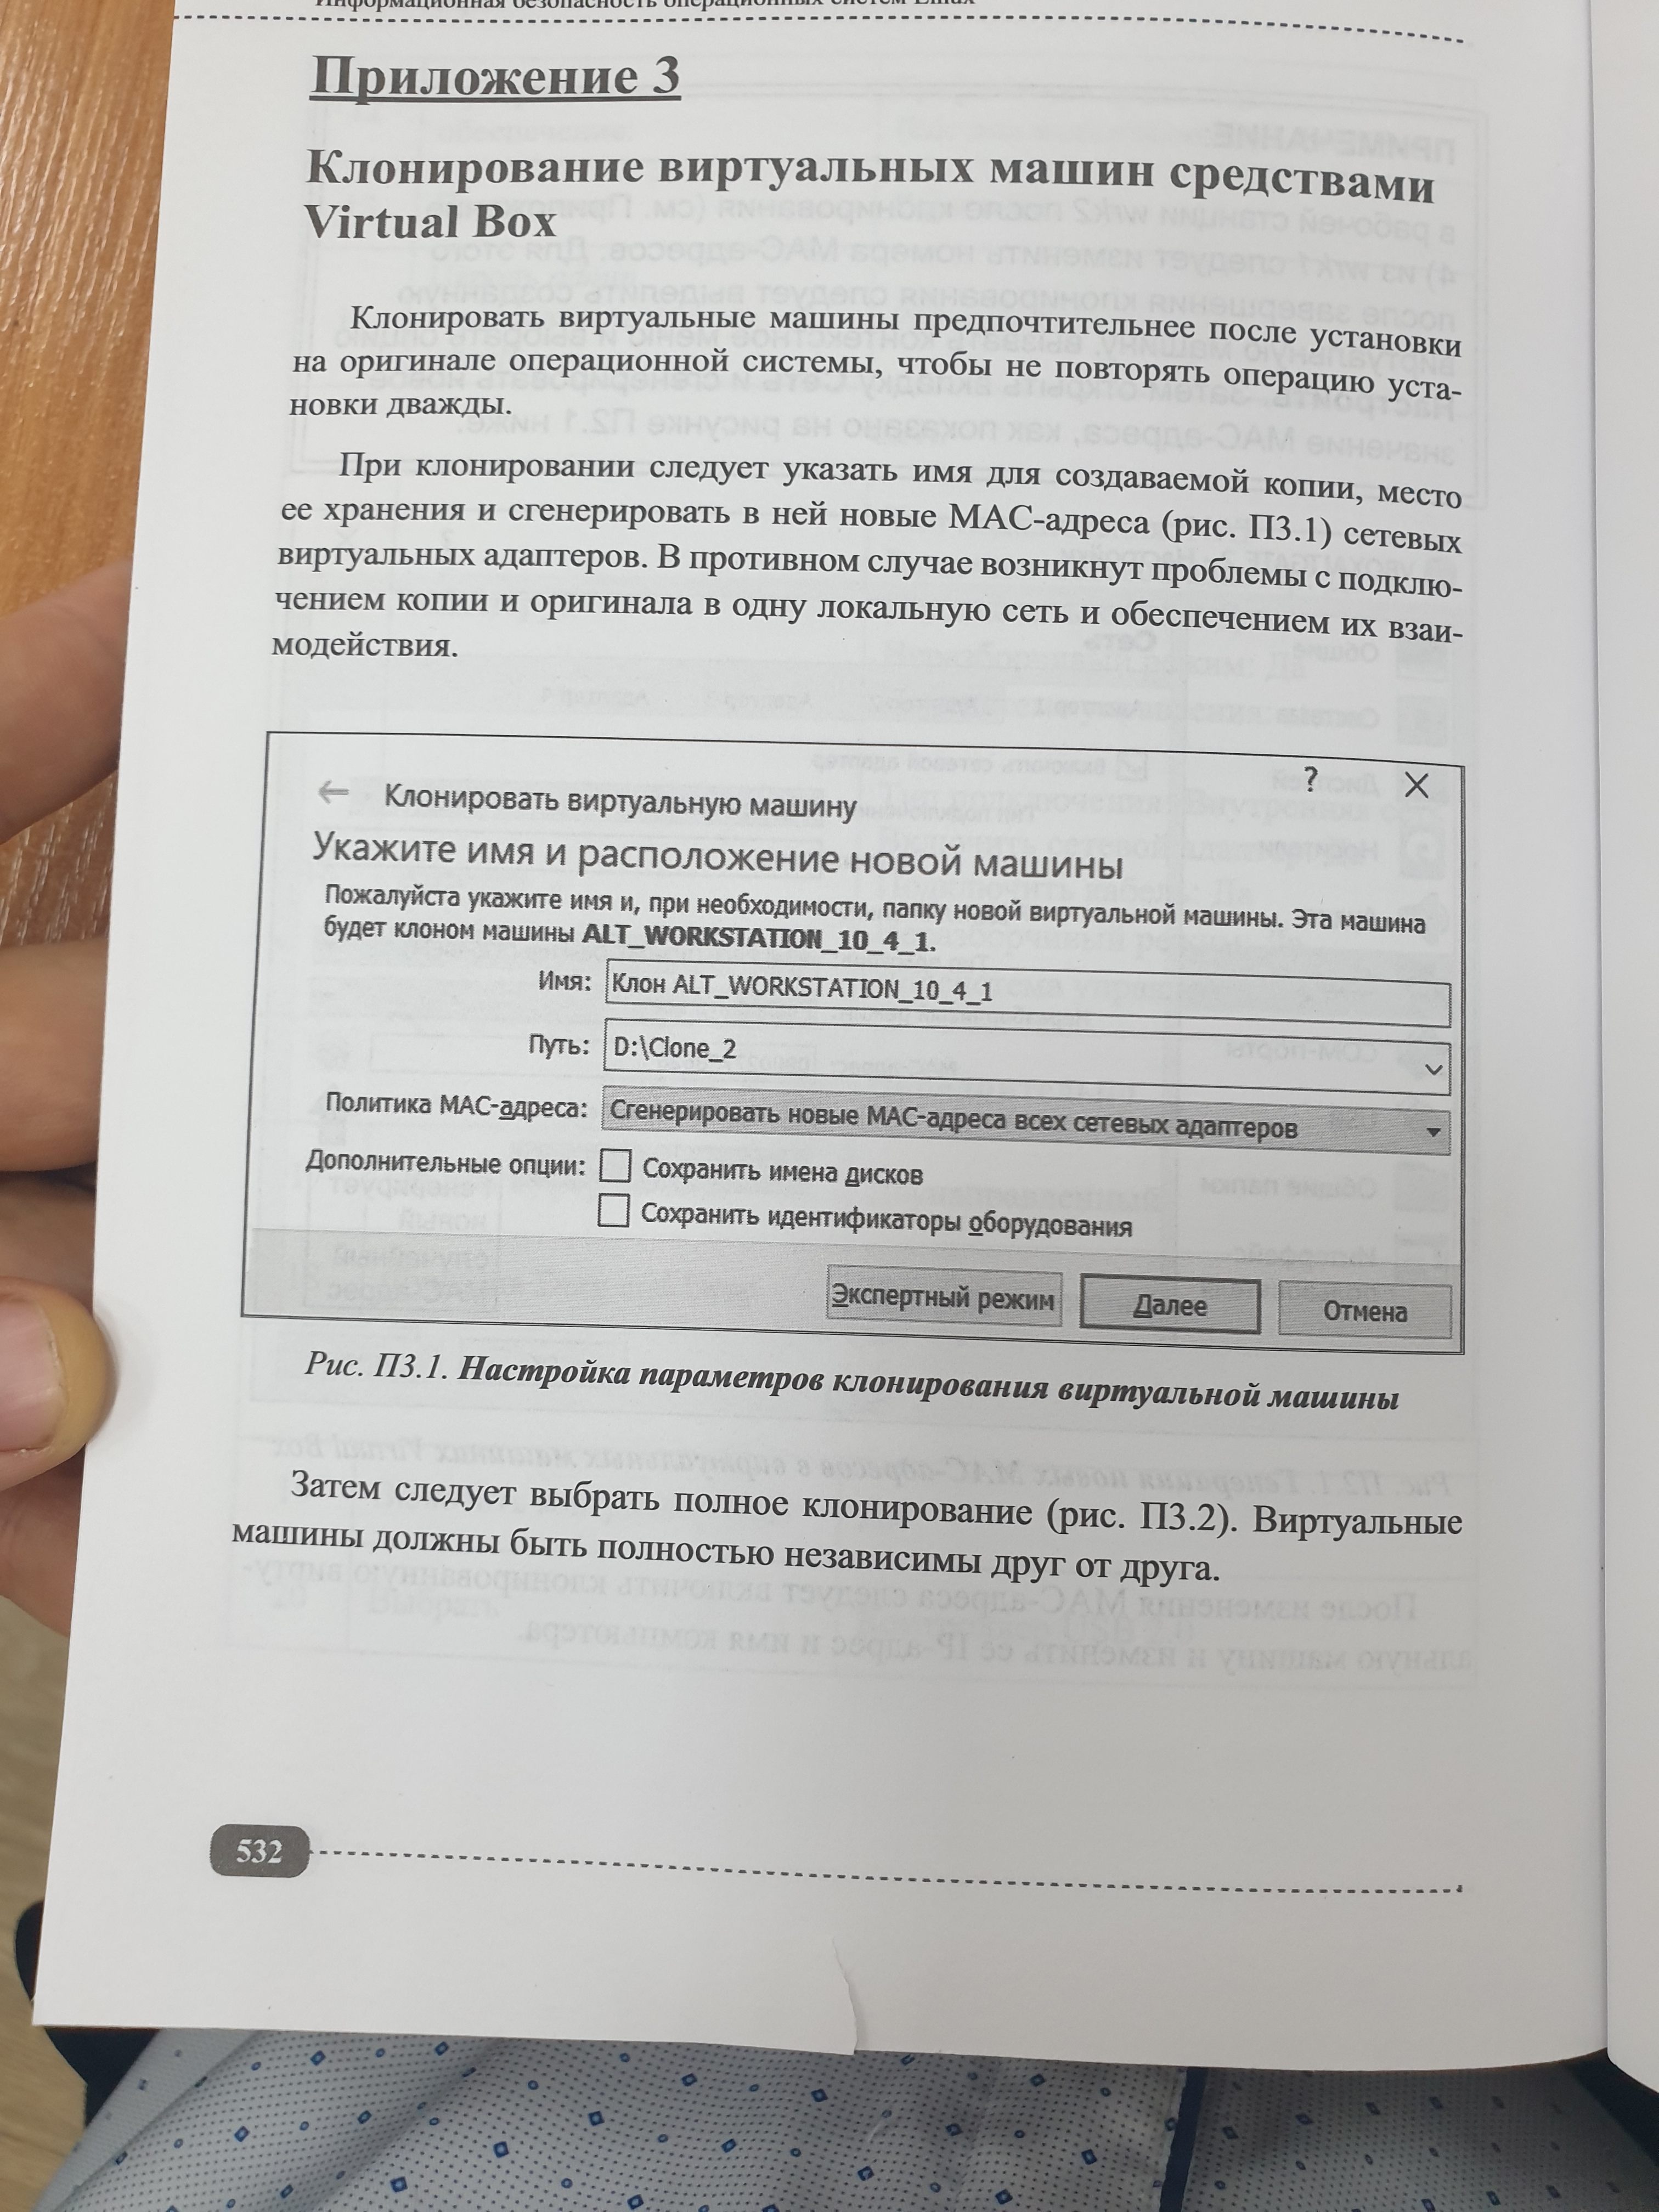 Информационная безопасность операционных систем Linux
Приложение 3
Клонирование виртуальных машин средствами
Virtual Box
Клонировать виртуальные машины предпочтительнее после установки
на оригинале операционной системы, чтобы не повторять операцию уста-
новки дважды.
При клонировании следует указать имя для создаваемой копии, место
ее хранения и сгенерировать в ней новые MAC-адреса (рис. П3.1) сетевых
виртуальных адаптеров. В противном случае возникнут проблемы с подклю-
чением копии и оригинала в одну локальную сеть и обеспечением их взаи-
модействия.
? ×
← Клонировать виртуальную машину
Укажите имя и расположение новой машины
Пожалуйста укажите имя и, при необходимости, папку новой виртуальной машины. Эта машина
будет клоном машины ALT_WORKSTATION_10_4_1.
Имя: Клон ALT_WORKSTATION_10_4_1
Путь: D:\Clone_2
Политика MAC-адреса: Сгенерировать новые MAC-адреса всех сетевых адаптеров
Дополнительные опции: Сохранить имена дисков
Сохранить идентификаторы оборудования
Экспертный режим Далее Отмена
Рис. П3.1. Настройка параметров клонирования виртуальной машины
Затем следует выбрать полное клонирование (рис. П3.2). Виртуальные
машины должны быть полностью независимы друг от друга.
532